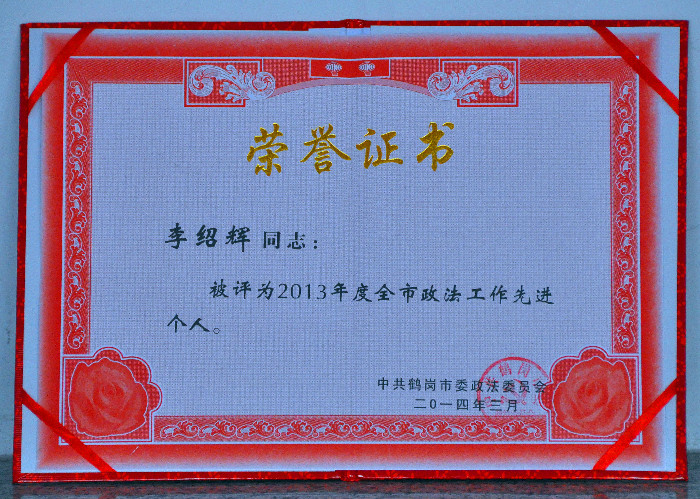 荣誉证书
李绍辉 同志：
被评为2013年度全市政法工作先进
个人。
中共鹤岗市委政法委员会
二〇一四年三月